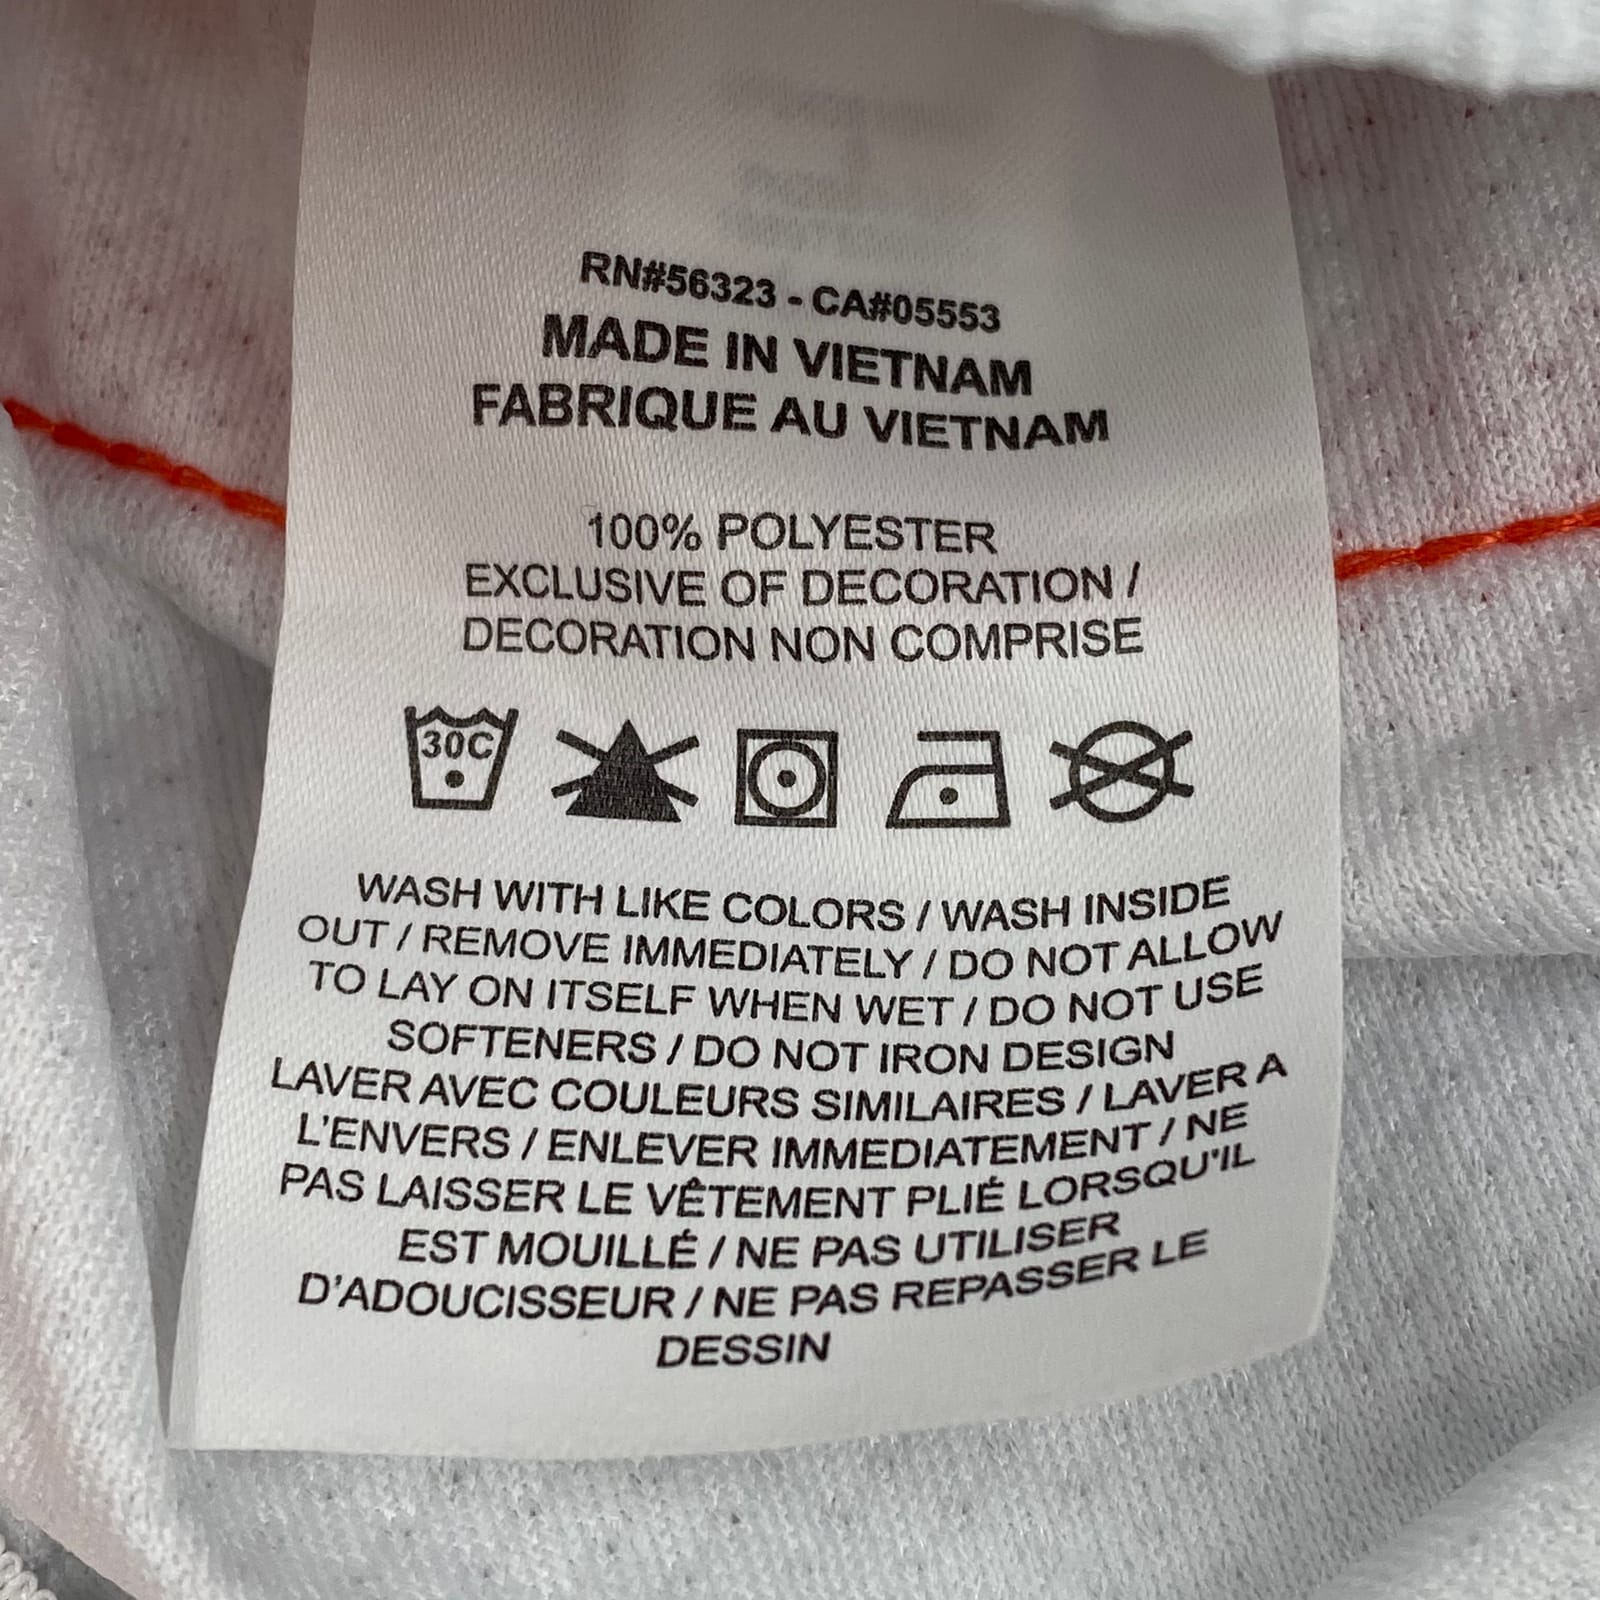 RN#56323 - CA#05553
MADE IN VIETNAM
FABRIQUE AU VIETNAM
100% POLYESTER
EXCLUSIVE OF DECORATION /
DECORATION NON COMPRISE
30C
WASH WITH LIKE COLORS / WASH INSIDE
OUT / REMOVE IMMEDIATELY / DO NOT ALLOW
TO LAY ON ITSELF WHEN WET / DO NOT USE
SOFTENERS / DO NOT IRON DESIGN
LAVER AVEC COULEURS SIMILAIRES / LAVER A
L'ENVERS / ENLEVER IMMEDIATEMENT / NE
PAS LAISSER LE VÊTEMENT PLIÉ LORSQU'IL
EST MOUILLÉ / NE PAS UTILISER
D'ADOUCISSEUR / NE PAS REPASSER LE
DESSIN